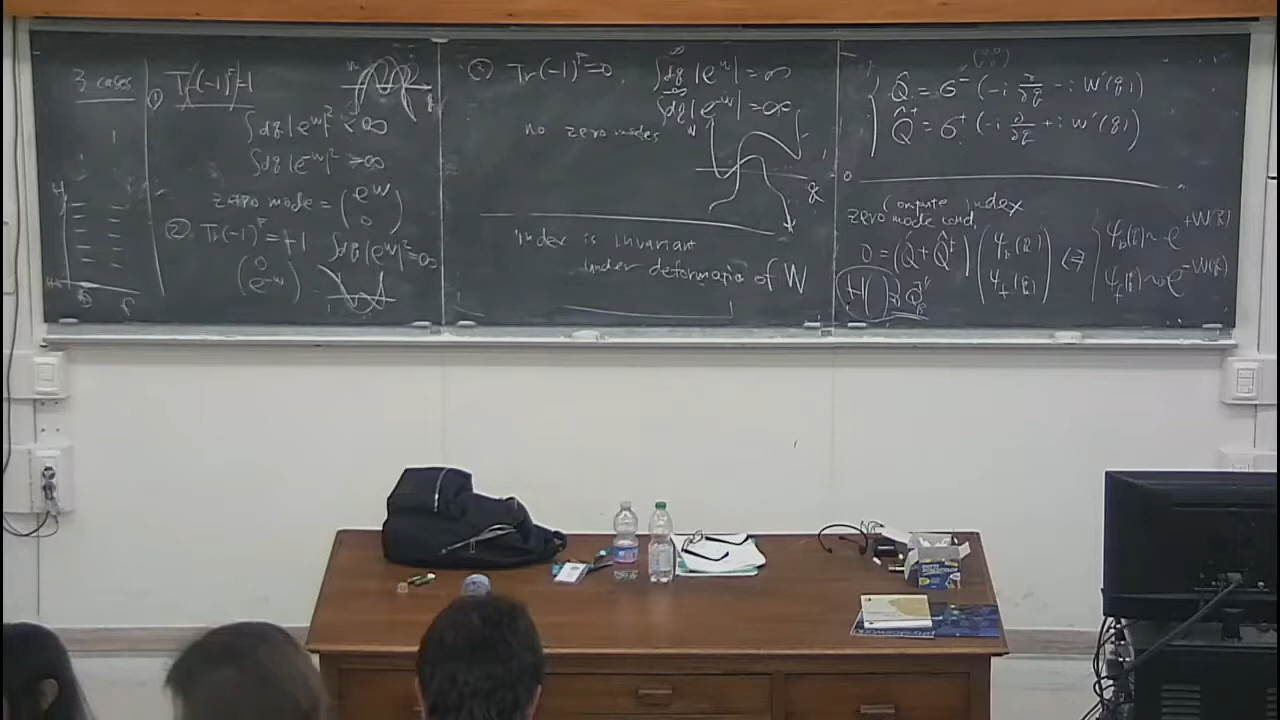 3 cases
① Tr(-1)^F = 1
∫dq |e^W|² < ∞
∫dq |e^{-W}|² = ∞
zero mode = (e^W 0)
② Tr(-1)^F = +1
∫dq |e^W|² = ∞
(0 e^{-W})
H
B F
③ Tr(-1)^F = 0, ∫dq |e^W| = ∞
∫dq |e^{-W}| = ∞
no zero modes
W
q
index is invariant
under deformatio of W
Q̂ = σ^- (-i ∂/∂q - i W'(q))
Q̂^† = σ^+ (-i ∂/∂q + i W'(q))
Compute index
zero mode cond,
0 = (Q̂ + Q̂^†) (ψ_b(q) ψ_f(q)) ⇔ { ψ_b(q) ~ e^{+W(q)}
ψ_f(q) ~ e^{-W(q)}